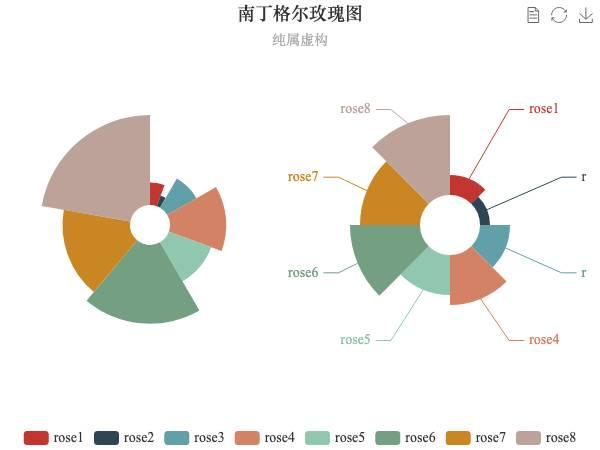 南丁格尔玫瑰图
纯属虚构
rose8
rose1
rose7
r
rose6
r
rose5
rose4
rose1 rose2 rose3 rose4 rose5 rose6 rose7 rose8